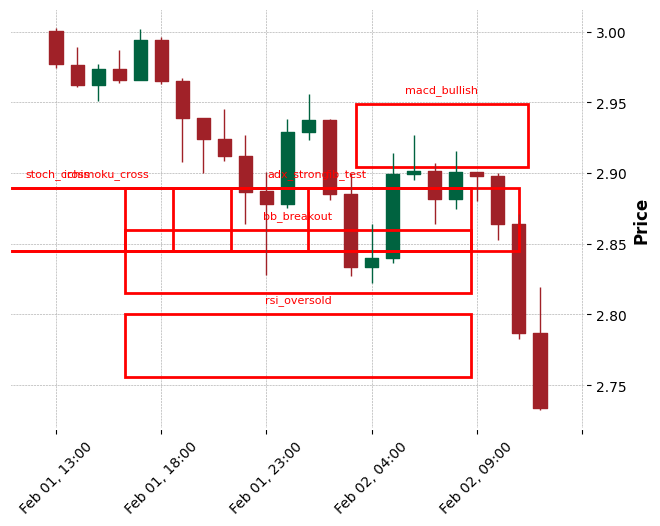 3.00
2.95
macd_bullish
2.90
stoch_cross
ichimoku_cross
bb_breakout
2.85
Price
rsi_oversold
2.80
2.75
Feb 01, 13:00
Feb 01, 18:00
Feb 01, 23:00
Feb 02, 04:00
Feb 02, 09:00